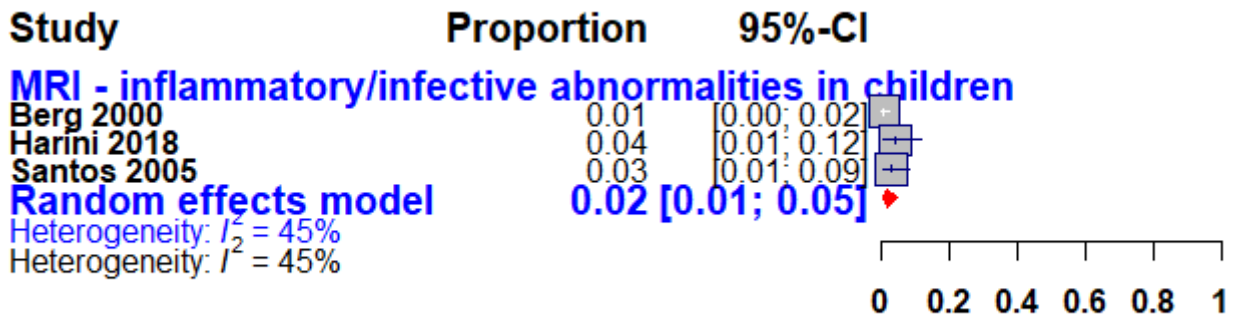 Study Proportion 95%-CI
MRI - inflammatory/infective abnormalities in children
Berg 2000 0.01 [0.00; 0.02]
Harini 2018 0.04 [0.01; 0.12]
Santos 2005 0.03 [0.01; 0.09]
Random effects model 0.02 [0.01; 0.05]
Heterogeneity: I² = 45%
Heterogeneity: I² = 45%
0 0.2 0.4 0.6 0.8 1